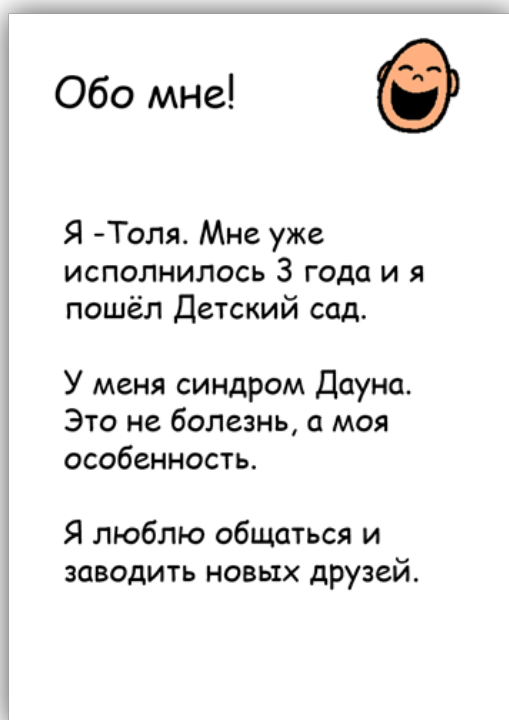 Обо мне!
Я -Толя. Мне уже
исполнилось 3 года и я
пошёл Детский сад.
У меня синдром Дауна.
Это не болезнь, а моя
особенность.
Я люблю общаться и
заводить новых друзей.